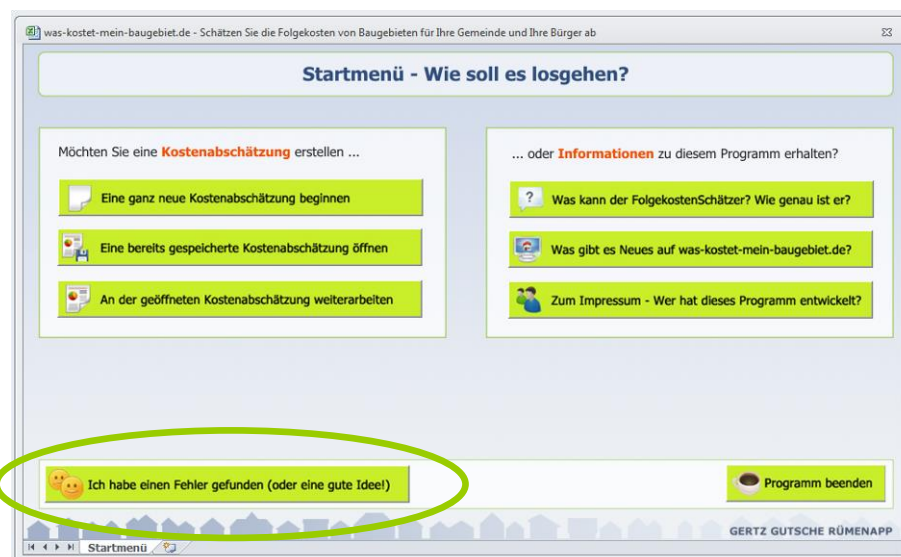 was-kostet-mein-baugebiet.de - Schätzen Sie die Folgekosten von Baugebieten für Ihre Gemeinde und Ihre Bürger ab
Startmenü - Wie soll es losgehen?
Möchten Sie eine Kostenabschätzung erstellen ...
Eine ganz neue Kostenabschätzung beginnen
Eine bereits gespeicherte Kostenabschätzung öffnen
An der geöffneten Kostenabschätzung weiterarbeiten
... oder Informationen zu diesem Programm erhalten?
Was kann der FolgekostenSchätzer? Wie genau ist er?
Was gibt es Neues auf was-kostet-mein-baugebiet.de?
Zum Impressum - Wer hat dieses Programm entwickelt?
Ich habe einen Fehler gefunden (oder eine gute Idee!)
Programm beenden
GERTZ GUTSCHE RÜMENAPP
Startmenü